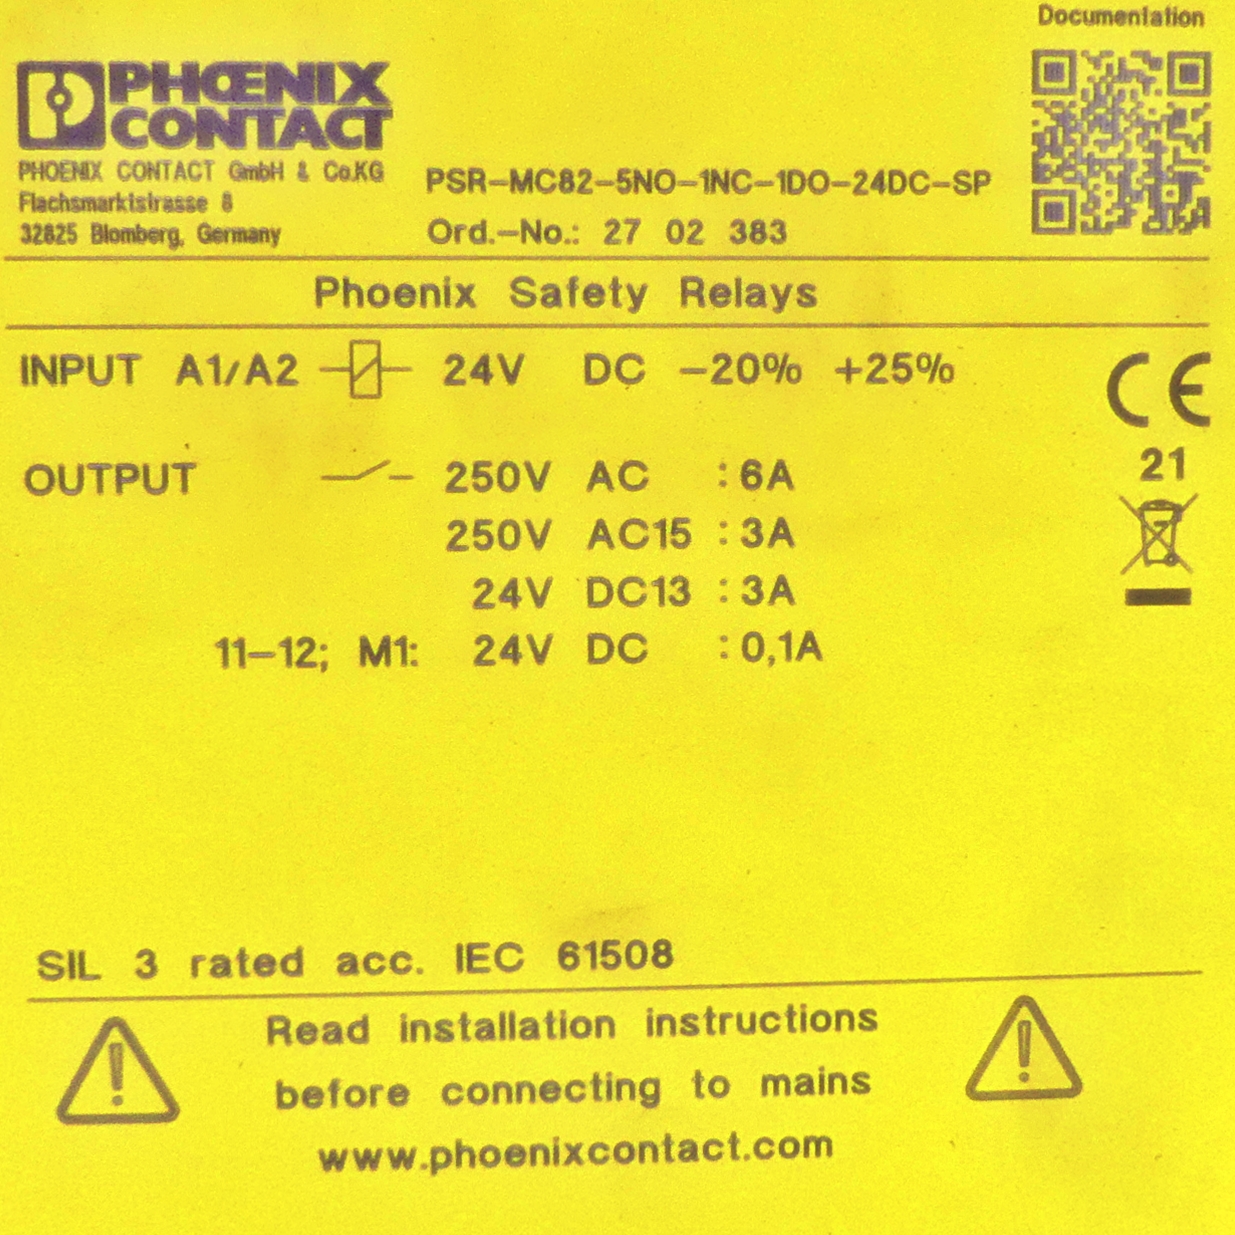 Documentation
PHOENIX
CONTACT
PHOENIX CONTACT GmbH & Co.KG
Flachsmarktstrasse 8
32825 Blomberg, Germany
PSR-MC82-5NO-1NC-1DO-24DC-SP
Ord.-No.: 27 02 383
Phoenix Safety Relays
INPUT A1/A2 24V DC -20% +25%
OUTPUT 250V AC :6A
250V AC15 :3A
24V DC13 :3A
11-12; M1: 24V DC :0,1A
CE
21
SIL 3 rated acc. IEC 61508
Read installation instructions
before connecting to mains
www.phoenixcontact.com